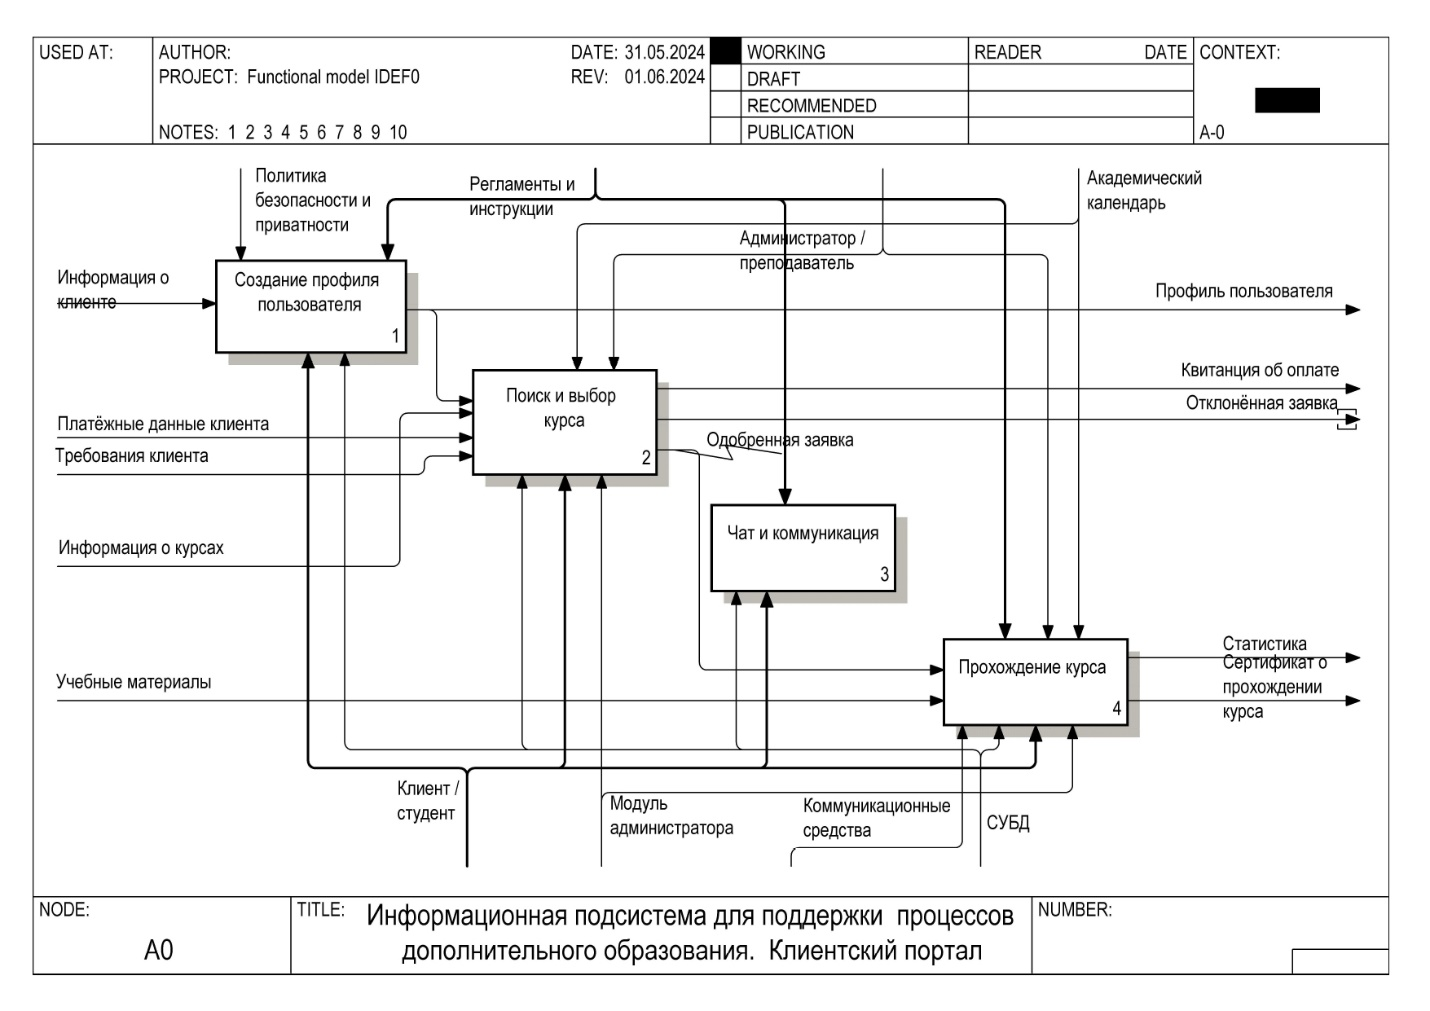 USED AT:
AUTHOR:
DATE: 31.05.2024
WORKING
READER
DATE
CONTEXT:
PROJECT: Functional model IDEF0
REV: 01.06.2024
DRAFT
RECOMMENDED
NOTES: 1 2 3 4 5 6 7 8 9 10
PUBLICATION
A-0
Политика
безопасности и
приватности
Регламенты и
инструкции
Академический
календарь
Администратор /
преподаватель
Информация о
клиенте
Создание профиля
пользователя
1
Профиль пользователя
Квитанция об оплате
Отклонённая заявка
Поиск и выбор
курса
2
Платёжные данные клиента
Требования клиента
Одобренная заявка
Информация о курсах
Чат и коммуникация
3
Учебные материалы
Прохождение курса
4
Статистика
Сертификат о
прохождении
курса
Клиент /
студент
Модуль
администратора
Коммуникационные
средства
СУБД
NODE:
A0
TITLE:
Информационная подсистема для поддержки процессов
дополнительного образования. Клиентский портал
NUMBER: